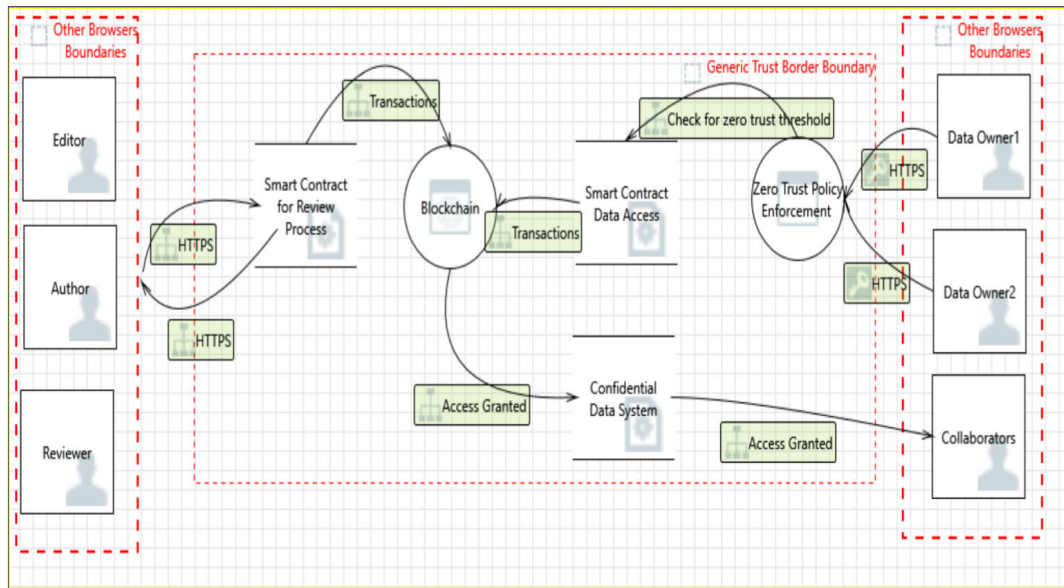 Other Browsers
Boundaries
Editor
Author
Reviewer
HTTPS
HTTPS
Generic Trust Border Boundary
Transactions
Smart Contract
for Review
Process
Blockchain
Transactions
Smart Contract
Data Access
Check for zero trust threshold
Zero Trust Policy
Enforcement
Access Granted
Confidential
Data System
Access Granted
HTTPS
HTTPS
Other Browsers
Boundaries
Data Owner1
Data Owner2
Collaborators